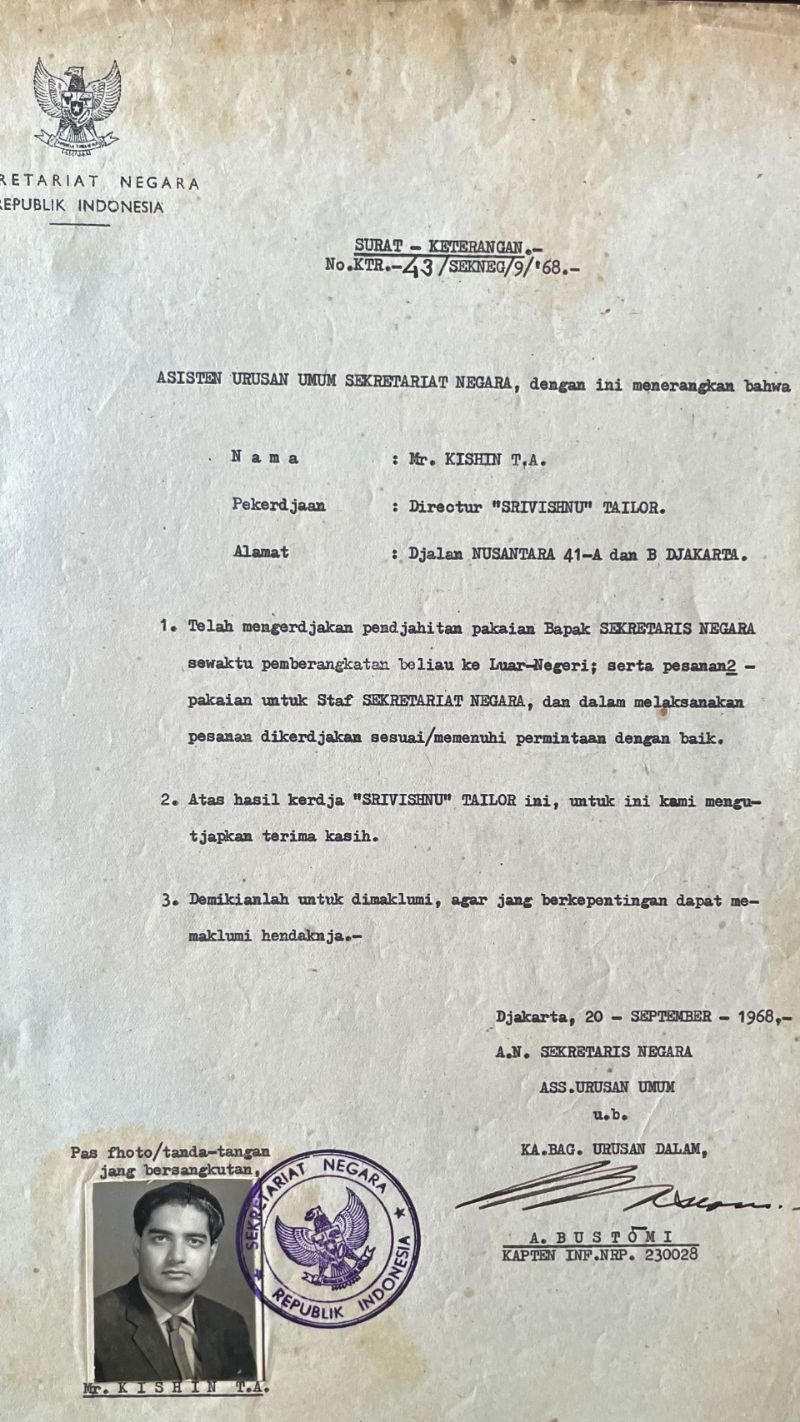 RETARIAT NEGARA
REPUBLIK INDONESIA
SURAT - KETERANGAN.-
No.KTR.-43/SEKNEG/9/'68.-
ASISTEN URUSAN UMUM SEKRETARIAT NEGARA, dengan ini menerangkan bahwa
N a m a : Mr. KISHIN T.A.
Pekerdjaan : Directur "SRIVISHNU" TAILOR.
Alamat : Djalan NUSANTARA 41-A dan B DJAKARTA.
1. Telah mengerdjakan pendjahitan pakaian Bapak SEKRETARIS NEGARA
sewaktu pemberangkatan beliau ke Luar-Negeri; serta pesanan2 -
pakaian untuk Staf SEKRETARIAT NEGARA, dan dalam melaksanakan
pesanan dikerdjakan sesuai/memenuhi permintaan dengan baik.
2. Atas hasil kerdja "SRIVISHNU" TAILOR ini, untuk ini kami mengu-
tjapkan terima kasih.
3. Demikianlah untuk dimaklumi, agar jang berkepentingan dapat me-
maklumi hendaknja.-
Djakarta, 20 - SEPTEMBER - 1968,-
A.N. SEKRETARIS NEGARA
ASS.URUSAN UMUM
u.b.
KA.BAG. URUSAN DALAM,
A. B U S T O M I
KAPTEN INF.NRP. 230028
Pas fhoto/tanda-tangan
jang bersangkutan,
SEKRETARIAT NEGARA
REPUBLIK INDONESIA
Mr. K I S H I N T.A.